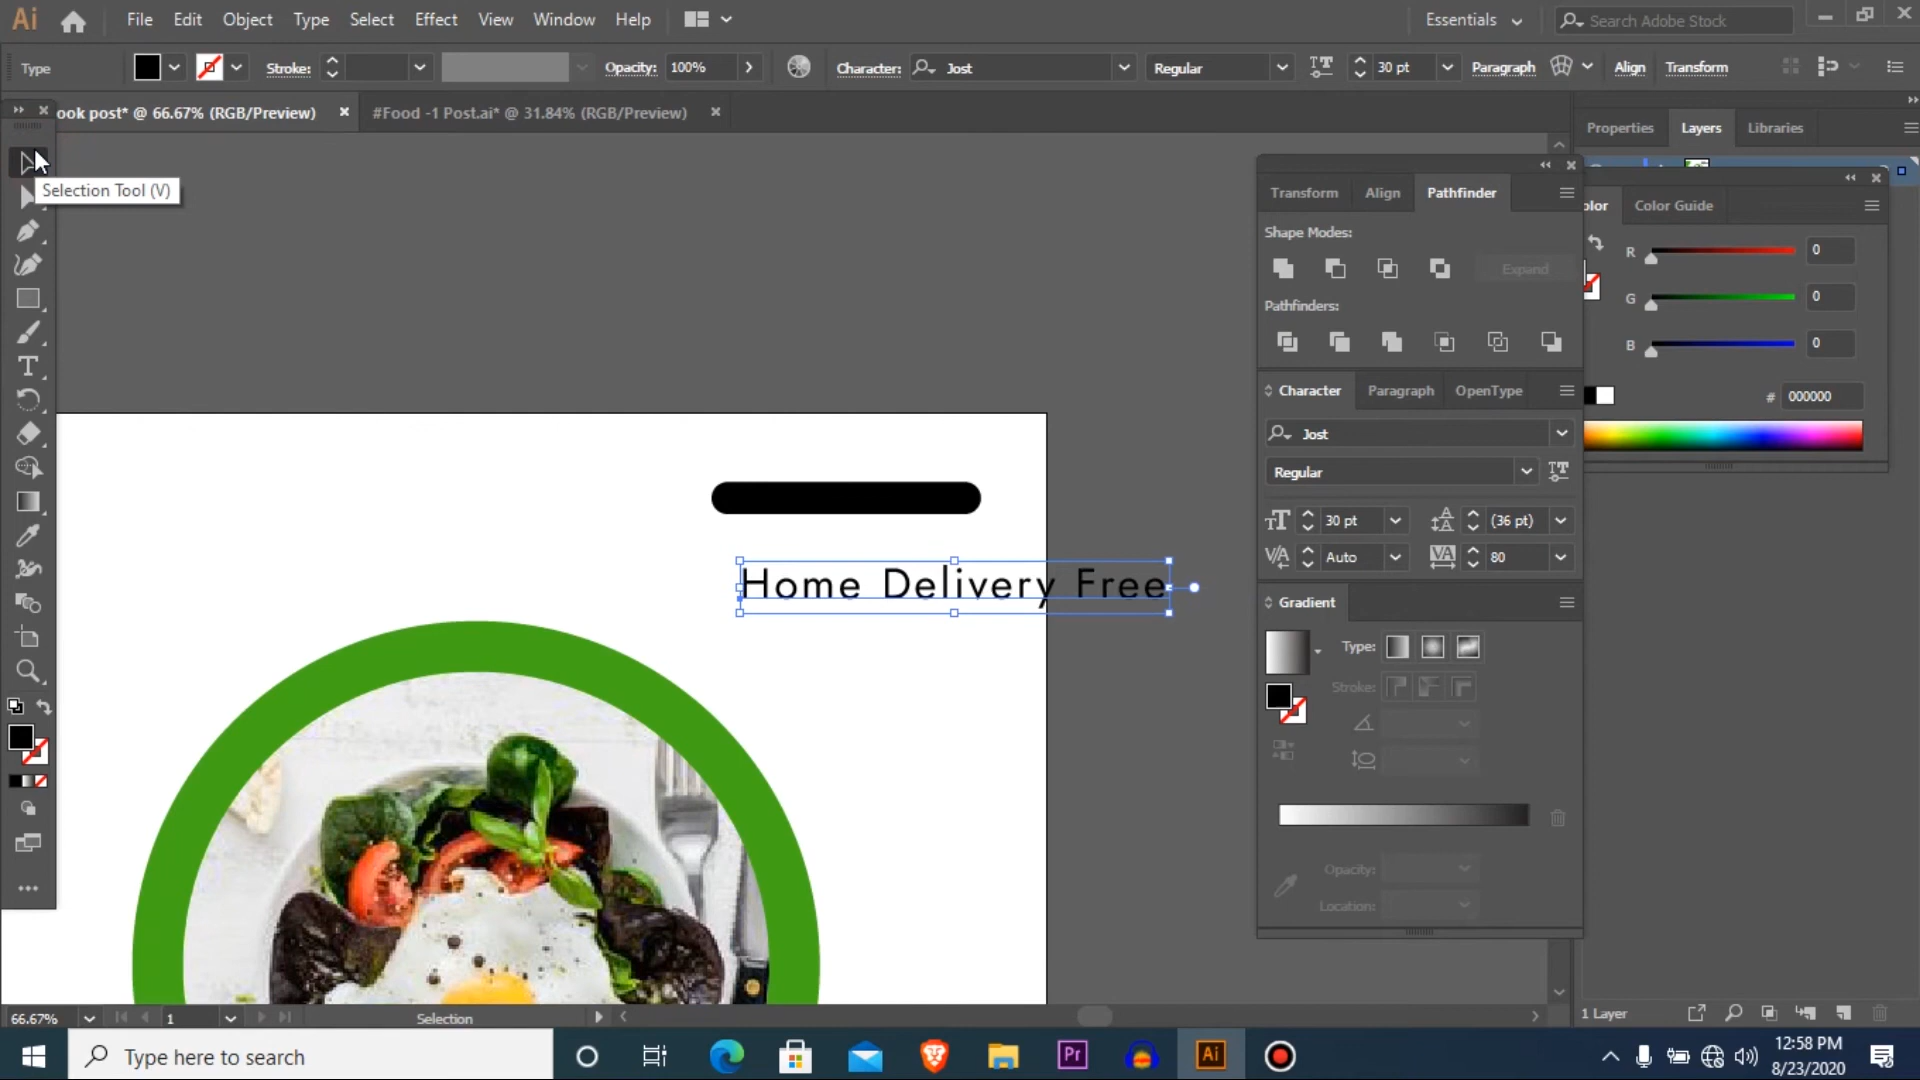 Ai File Edit Object Type Select Effect View Window Help Essentials Search Adobe Stock
Type Stroke: Opacity: 100% Character: Jost Regular 30 pt Paragraph Align Transform
ook post* @ 66.67% (RGB/Preview) #Food -1 Post.ai* @ 31.84% (RGB/Preview)
Properties Layers Libraries
Selection Tool (V)
Transform Align Pathfinder
olor Color Guide
Shape Modes:
Expand
R 0
G 0
B 0
Pathfinders:
Character Paragraph OpenType
# 000000
Jost
Regular
30 pt (36 pt)
Auto 80
Home Delivery Free
Gradient
Type:
Stroke:
Opacity:
Location:
66.67% 1 Selection
1 Layer
Type here to search
Pr Ai
12:58 PM
8/23/2020